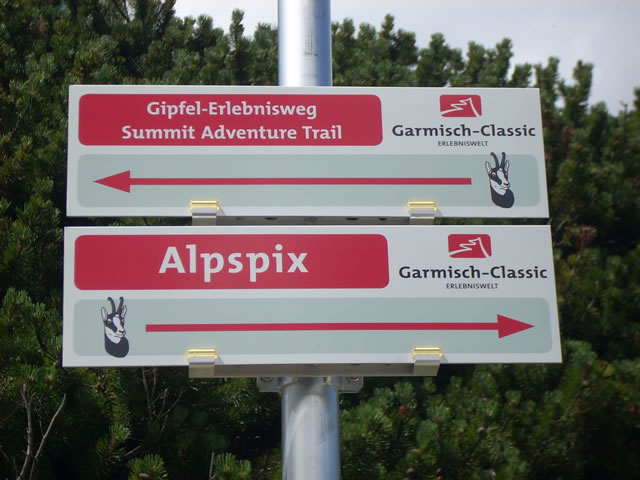 Gipfel-Erlebnisweg
Summit Adventure Trail
Garmisch-Classic
ERLEBNISWELT
Alpspix
Garmisch-Classic
ERLEBNISWELT